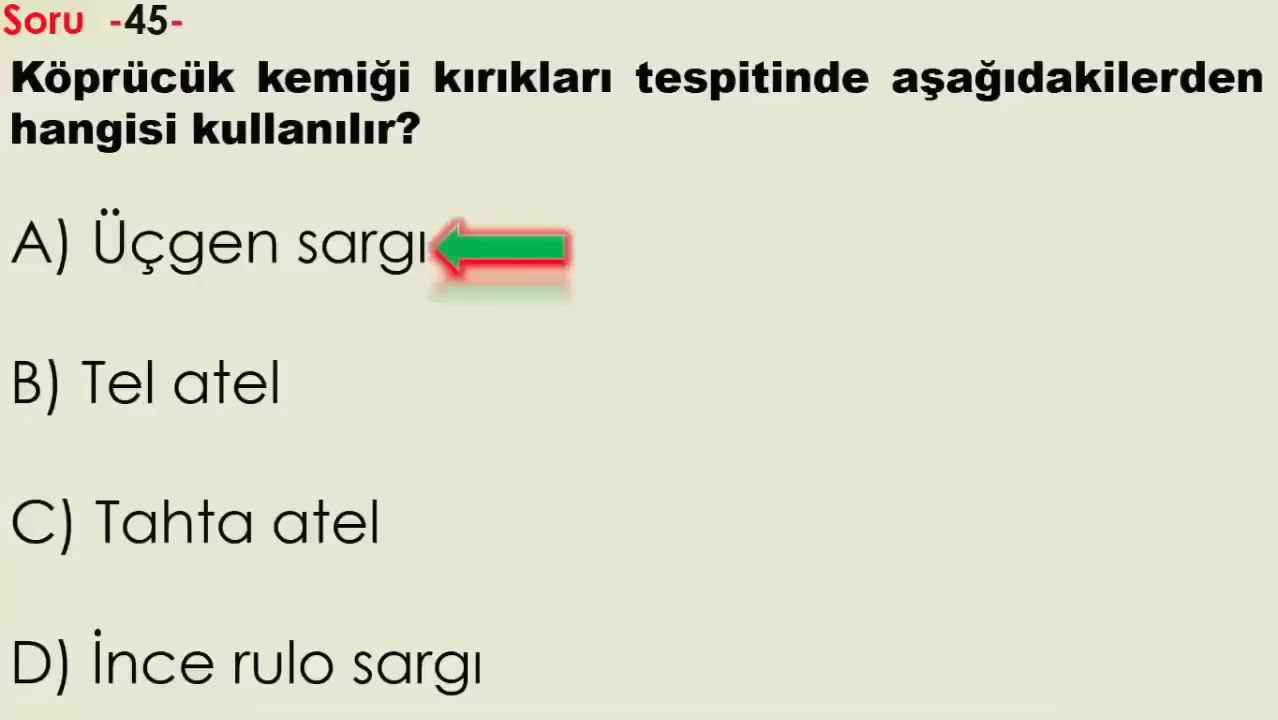 Soru -45-
Köprücük kemiği kırıkları tespitinde aşağıdakilerden
hangisi kullanılır?
A) Üçgen sargı
B) Tel atel
C) Tahta atel
D) İnce rulo sargı